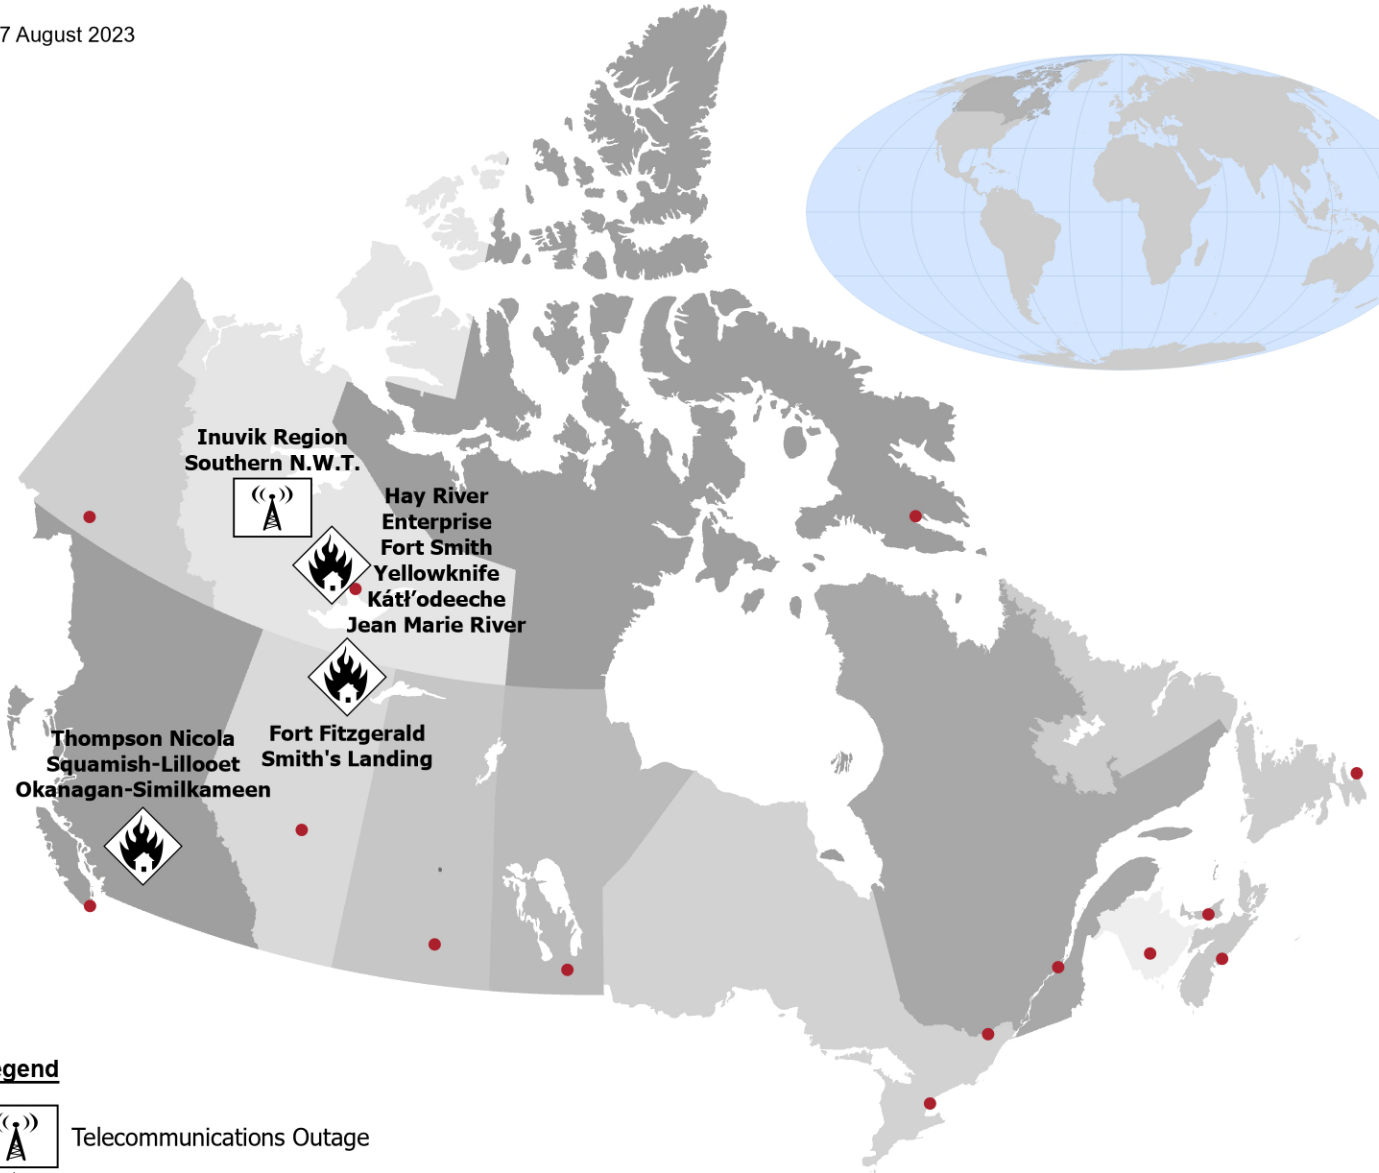 7 August 2023
Inuvik Region
Southern N.W.T.
Hay River
Enterprise
Fort Smith
Yellowknife
Kátł’odeeche
Jean Marie River
Fort Fitzgerald
Smith's Landing
Thompson Nicola
Squamish-Lillooet
Okanagan-Similkameen
egend
Telecommunications Outage